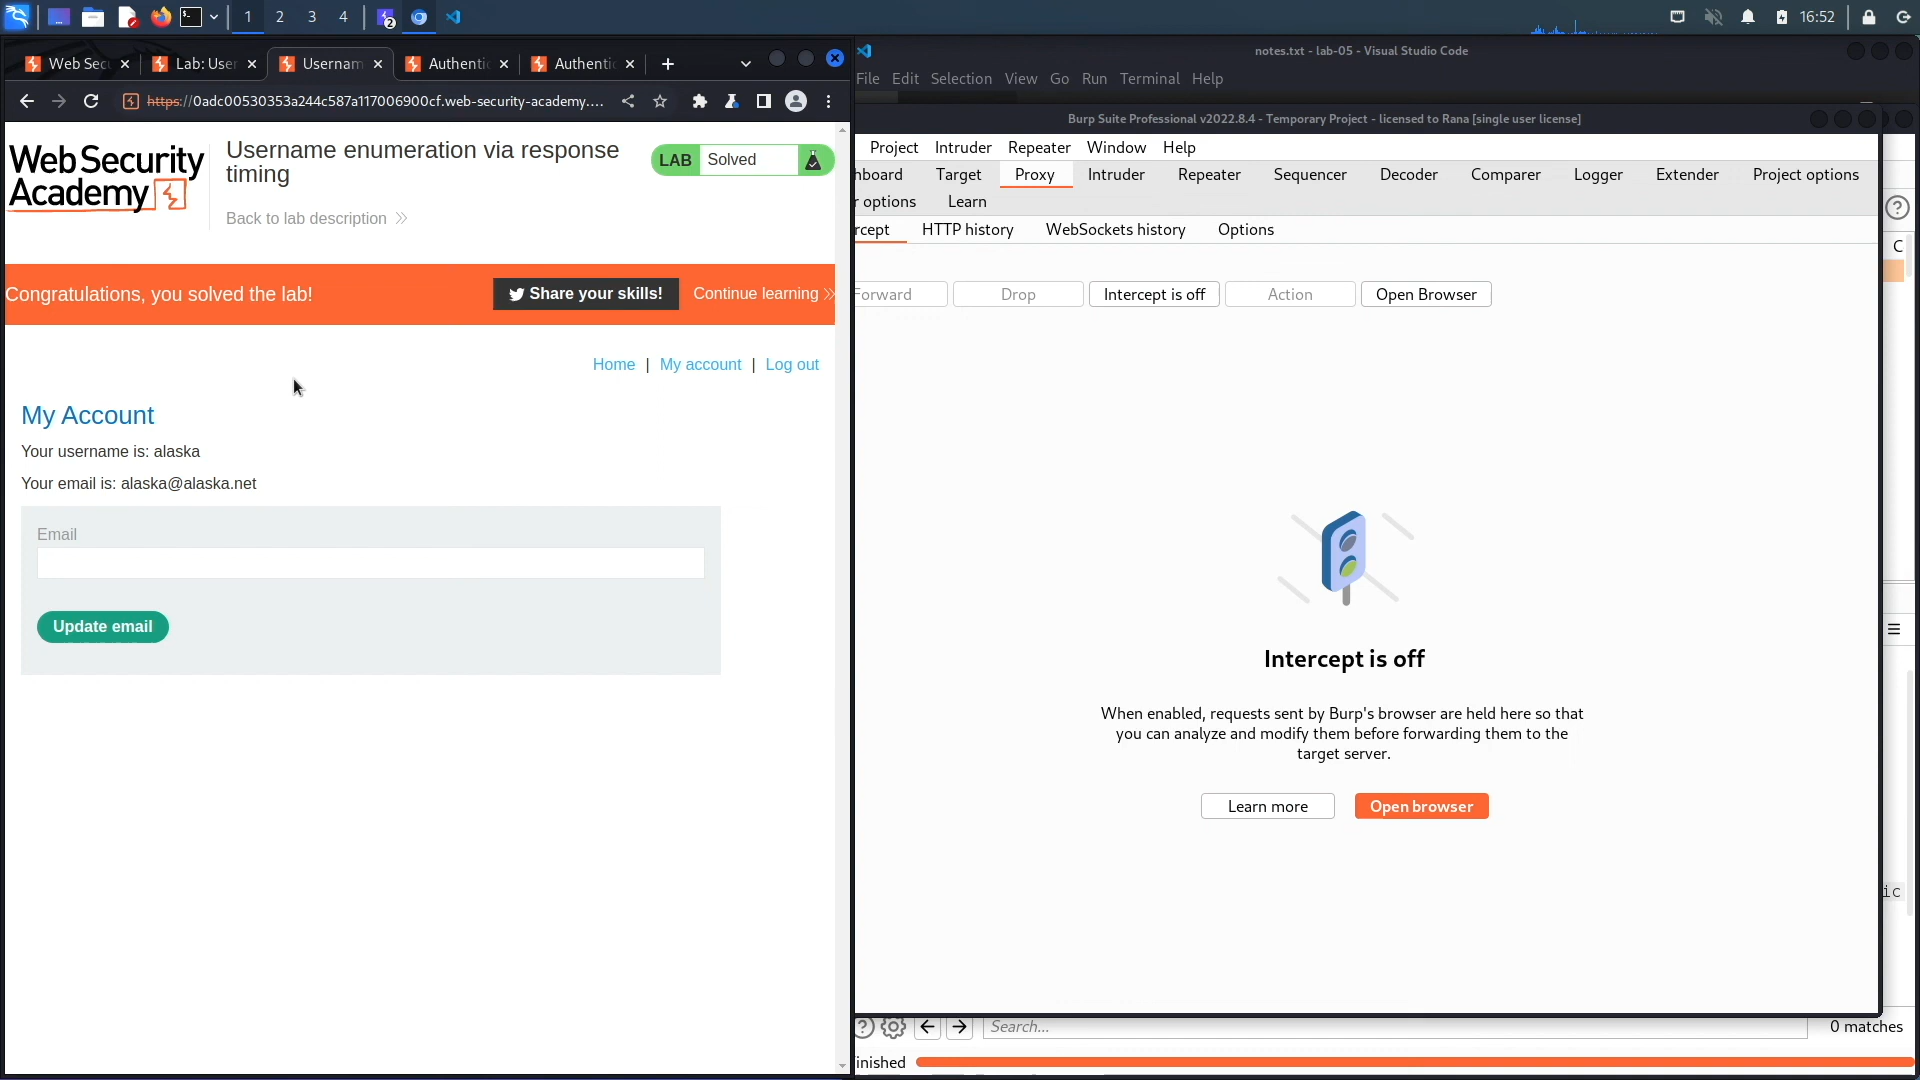 1
2
3
4
2
16:52
Web Sec
Lab: User
Usernam
Authentic
Authentic
https://0adc00530353a244c587a117006900cf.web-security-academy....
Web Security
Academy
Username enumeration via response
timing
Back to lab description
LAB
Solved
Congratulations, you solved the lab!
Share your skills!
Continue learning
Home | My account | Log out
My Account
Your username is: alaska
Your email is: alaska@alaska.net
Email
Update email
notes.txt - lab-05 - Visual Studio Code
File Edit Selection View Go Run Terminal Help
Burp Suite Professional v2022.8.4 - Temporary Project - licensed to Rana [single user license]
Project Intruder Repeater Window Help
hboard Target Proxy Intruder Repeater Sequencer Decoder Comparer Logger Extender Project options
r options Learn
rcept HTTP history WebSockets history Options
Forward Drop Intercept is off Action Open Browser
Intercept is off
When enabled, requests sent by Burp's browser are held here so that
you can analyze and modify them before forwarding them to the
target server.
Learn more
Open browser
C
ic
Search...
0 matches
inished